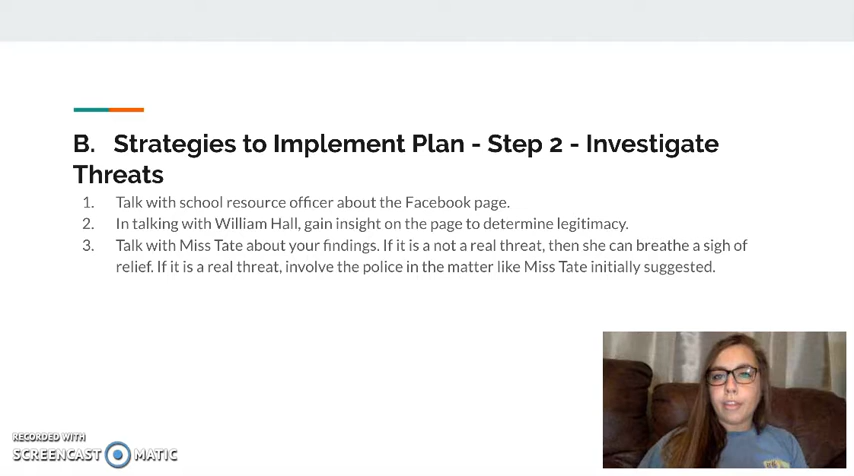 B. Strategies to Implement Plan - Step 2 - Investigate
Threats
1. Talk with school resource officer about the Facebook page.
2. In talking with William Hall, gain insight on the page to determine legitimacy.
3. Talk with Miss Tate about your findings. If it is a not a real threat, then she can breathe a sigh of
relief. If it is a real threat, involve the police in the matter like Miss Tate initially suggested.
RECORDED WITH
SCREENCAST MATIC